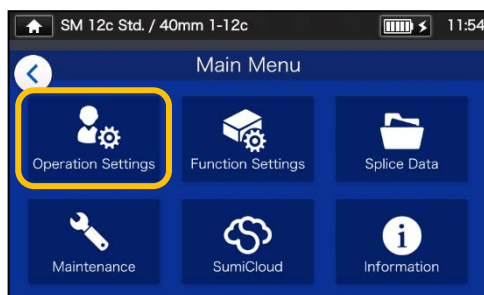 SM 12c Std. / 40mm 1-12c 11:54
Main Menu
Operation Settings Function Settings Splice Data
Maintenance SumiCloud Information